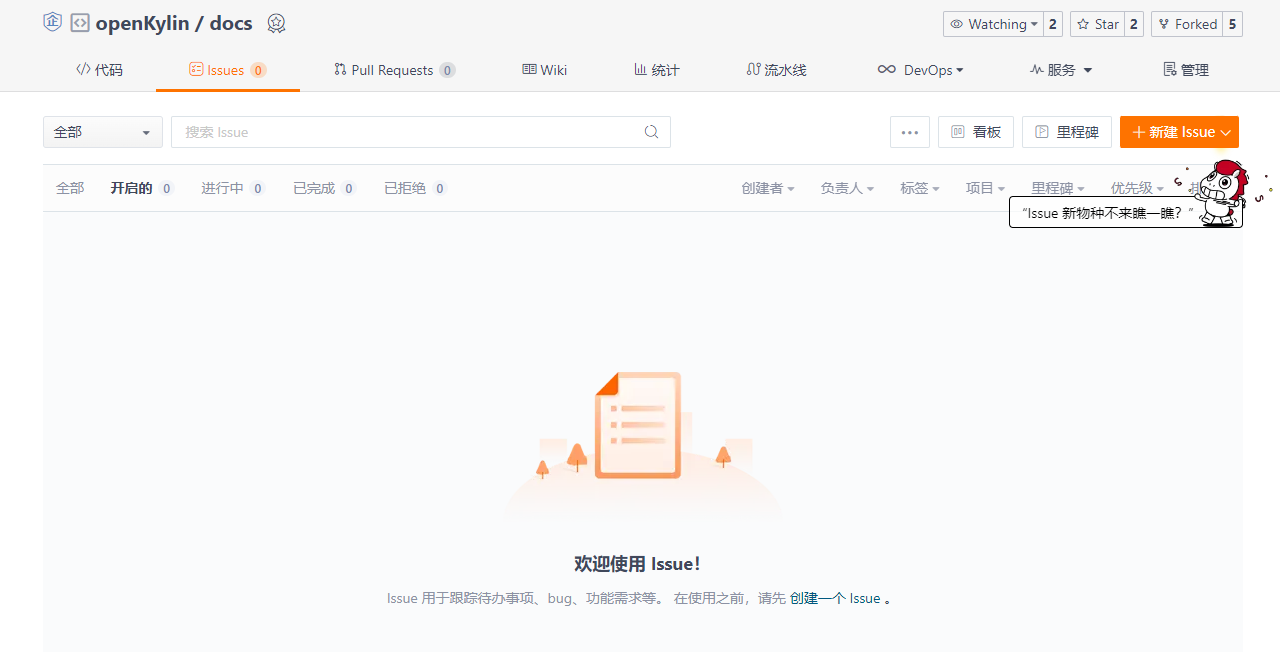 企 openKylin / docs
Watching 2 Star 2 Forked 5
代码 Issues 0 Pull Requests 0 Wiki 统计 流水线 DevOps 服务 管理
全部 搜索 Issue ... 看板 里程碑 新建 Issue
全部 开启的 0 进行中 0 已完成 0 已拒绝 0 创建者 负责人 标签 项目 里程碑 优先级
“Issue 新物种不来瞧一瞧？”
欢迎使用 Issue！
Issue 用于跟踪待办事项、bug、功能需求等。 在使用之前，请先 创建一个 Issue 。